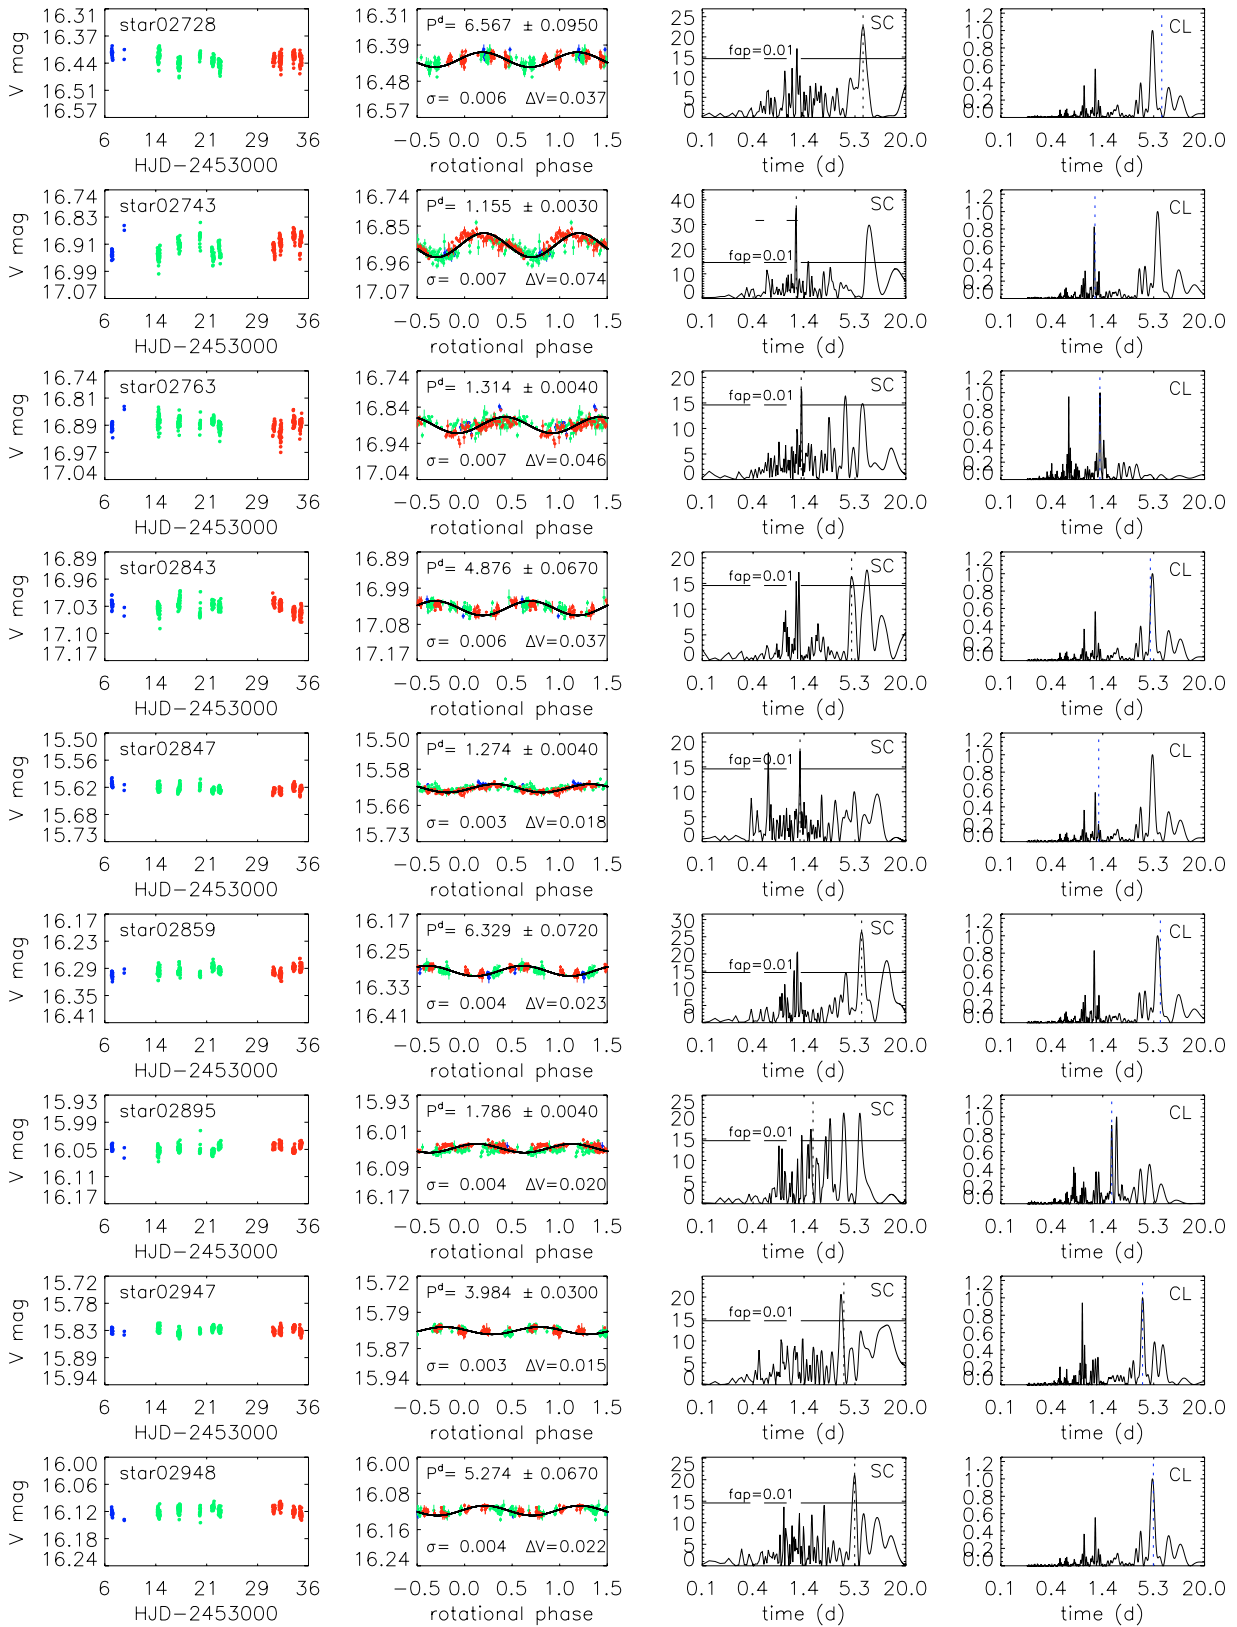 star02728
P^d= 6.567 ± 0.0950
σ= 0.006 ΔV=0.037
SC
fap=0.01
CL
V mag
16.31
16.37
16.44
16.51
16.57
16.31
16.39
16.48
16.57
25
20
15
10
5
0
1.2
1.0
0.8
0.6
0.4
0.2
0.0
6 14 21 29 36
−0.5 0.0 0.5 1.0 1.5
0.1 0.4 1.4 5.3 20.0
0.1 0.4 1.4 5.3 20.0
HJD−2453000
rotational phase
time (d)
time (d)
star02743
P^d= 1.155 ± 0.0030
σ= 0.007 ΔV=0.074
SC
fap=0.01
CL
V mag
16.74
16.83
16.91
16.99
17.07
16.74
16.85
16.96
17.07
40
30
20
10
0
1.2
1.0
0.8
0.6
0.4
0.2
0.0
6 14 21 29 36
−0.5 0.0 0.5 1.0 1.5
0.1 0.4 1.4 5.3 20.0
0.1 0.4 1.4 5.3 20.0
HJD−2453000
rotational phase
time (d)
time (d)
star02763
P^d= 1.314 ± 0.0040
σ= 0.007 ΔV=0.046
SC
fap=0.01
CL
V mag
16.74
16.81
16.89
16.97
17.04
16.74
16.84
16.94
17.04
20
15
10
5
0
1.2
1.0
0.8
0.6
0.4
0.2
0.0
6 14 21 29 36
−0.5 0.0 0.5 1.0 1.5
0.1 0.4 1.4 5.3 20.0
0.1 0.4 1.4 5.3 20.0
HJD−2453000
rotational phase
time (d)
time (d)
star02843
P^d= 4.876 ± 0.0670
σ= 0.006 ΔV=0.037
SC
fap=0.01
CL
V mag
16.89
16.96
17.03
17.10
17.17
16.89
16.99
17.08
17.17
20
15
10
5
0
1.2
1.0
0.8
0.6
0.4
0.2
0.0
6 14 21 29 36
−0.5 0.0 0.5 1.0 1.5
0.1 0.4 1.4 5.3 20.0
0.1 0.4 1.4 5.3 20.0
HJD−2453000
rotational phase
time (d)
time (d)
star02847
P^d= 1.274 ± 0.0040
σ= 0.003 ΔV=0.018
SC
fap=0.01
CL
V mag
15.50
15.56
15.62
15.68
15.73
15.50
15.58
15.66
15.73
20
15
10
5
0
1.2
1.0
0.8
0.6
0.4
0.2
0.0
6 14 21 29 36
−0.5 0.0 0.5 1.0 1.5
0.1 0.4 1.4 5.3 20.0
0.1 0.4 1.4 5.3 20.0
HJD−2453000
rotational phase
time (d)
time (d)
star02859
P^d= 6.329 ± 0.0720
σ= 0.004 ΔV=0.023
SC
fap=0.01
CL
V mag
16.17
16.23
16.29
16.35
16.41
16.17
16.25
16.33
16.41
30
25
20
15
10
5
0
1.2
1.0
0.8
0.6
0.4
0.2
0.0
6 14 21 29 36
−0.5 0.0 0.5 1.0 1.5
0.1 0.4 1.4 5.3 20.0
0.1 0.4 1.4 5.3 20.0
HJD−2453000
rotational phase
time (d)
time (d)
star02895
P^d= 1.786 ± 0.0040
σ= 0.004 ΔV=0.020
SC
fap=0.01
CL
V mag
15.93
15.99
16.05
16.11
16.17
15.93
16.01
16.09
16.17
25
20
15
10
5
0
1.2
1.0
0.8
0.6
0.4
0.2
0.0
6 14 21 29 36
−0.5 0.0 0.5 1.0 1.5
0.1 0.4 1.4 5.3 20.0
0.1 0.4 1.4 5.3 20.0
HJD−2453000
rotational phase
time (d)
time (d)
star02947
P^d= 3.984 ± 0.0300
σ= 0.003 ΔV=0.015
SC
fap=0.01
CL
V mag
15.72
15.78
15.83
15.89
15.94
15.72
15.79
15.87
15.94
20
15
10
5
0
1.2
1.0
0.8
0.6
0.4
0.2
0.0
6 14 21 29 36
−0.5 0.0 0.5 1.0 1.5
0.1 0.4 1.4 5.3 20.0
0.1 0.4 1.4 5.3 20.0
HJD−2453000
rotational phase
time (d)
time (d)
star02948
P^d= 5.274 ± 0.0670
σ= 0.004 ΔV=0.022
SC
fap=0.01
CL
V mag
16.00
16.06
16.12
16.18
16.24
16.00
16.08
16.16
16.24
25
20
15
10
5
0
1.2
1.0
0.8
0.6
0.4
0.2
0.0
6 14 21 29 36
−0.5 0.0 0.5 1.0 1.5
0.1 0.4 1.4 5.3 20.0
0.1 0.4 1.4 5.3 20.0
HJD−2453000
rotational phase
time (d)
time (d)